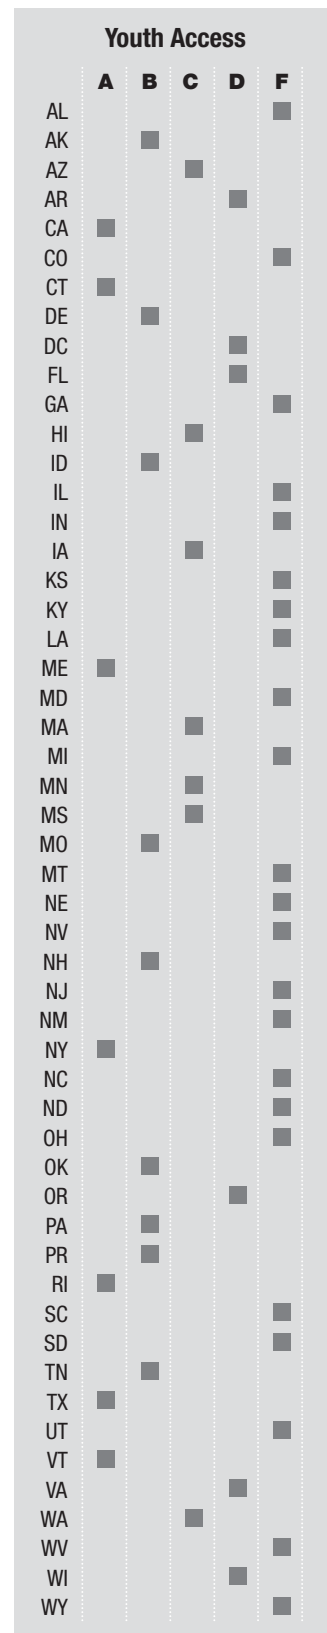 Youth Access
A B C D F
AL
AK
AZ
AR
CA
CO
CT
DE
DC
FL
GA
HI
ID
IL
IN
IA
KS
KY
LA
ME
MD
MA
MI
MN
MS
MO
MT
NE
NV
NH
NJ
NM
NY
NC
ND
OH
OK
OR
PA
PR
RI
SC
SD
TN
TX
UT
VT
VA
WA
WV
WI
WY